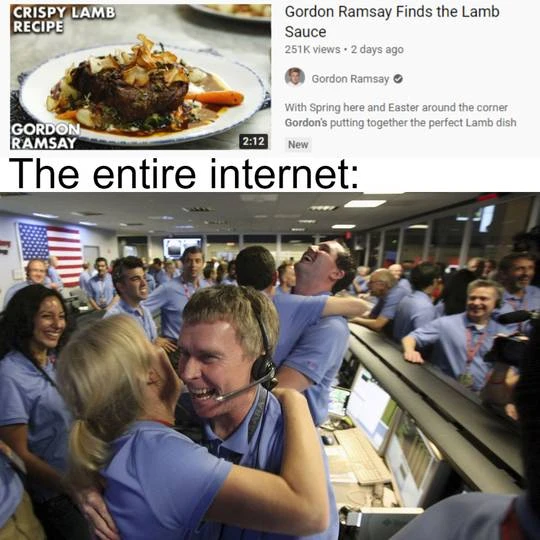 CRISPY LAMB
RECIPE
GORDON
RAMSAY
2:12
Gordon Ramsay Finds the Lamb
Sauce
251K views • 2 days ago
Gordon Ramsay
With Spring here and Easter around the corner
Gordon's putting together the perfect Lamb dish
New
The entire internet: